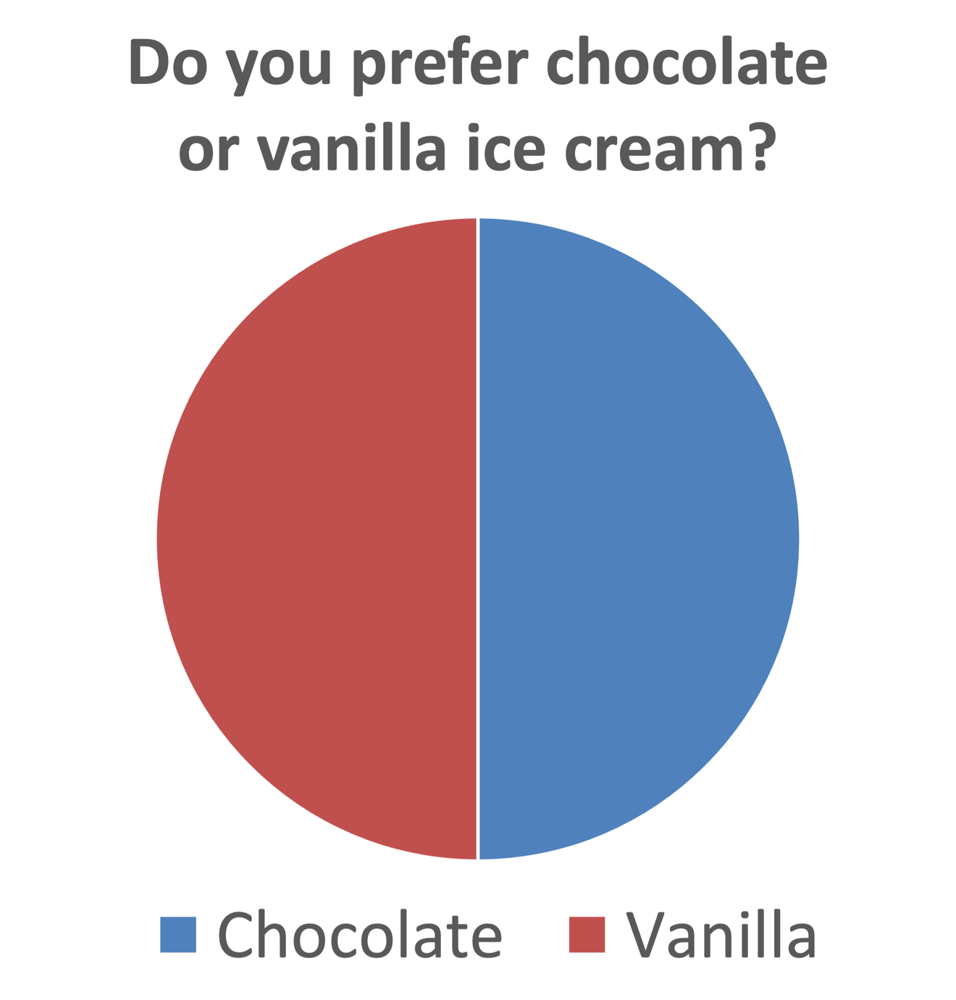 Do you prefer chocolate
or vanilla ice cream?
Chocolate
Vanilla